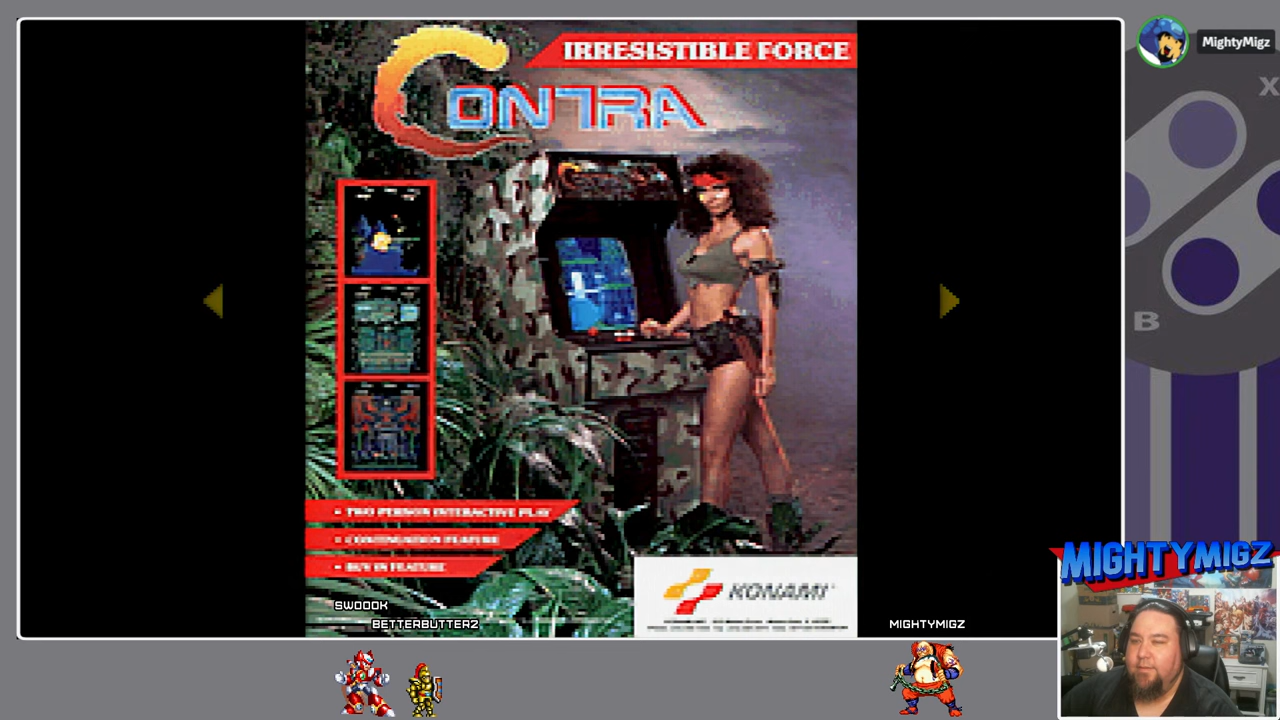 IRRESISTIBLE FORCE
CONTRA
MightyMigz
X
B
• TWO PERSON INTERACTIVE PLAY
• CONTINUATION FEATURE
• BUY IN FEATURE
KONAMI
SWOOOK
BETTERBUTTERZ
MIGHTYMIGZ
MIGHTYMIGZ